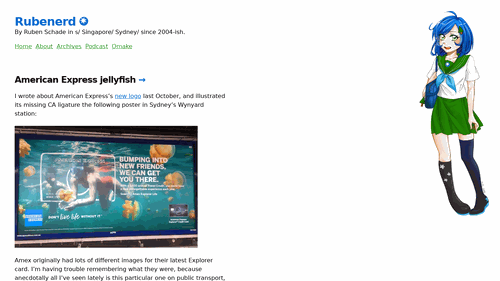 Rubenerd
By Ruben Schade in s/ Singapore/ Sydney/ since 2004-ish.
Home About Archives Podcast Omake
American Express jellyfish →
I wrote about American Express's new logo last October, and illustrated
its missing CA ligature the following poster in Sydney's Wynyard
station:
BUMPING INTO
NEW FRIENDS.
WE CAN GET
YOU THERE.
Don't live life WITHOUT IT
Amex originally had lots of different images for their latest Explorer
card. I'm having trouble remembering what they were, because
anecdotally all I've seen lately is this particular one on public transport,